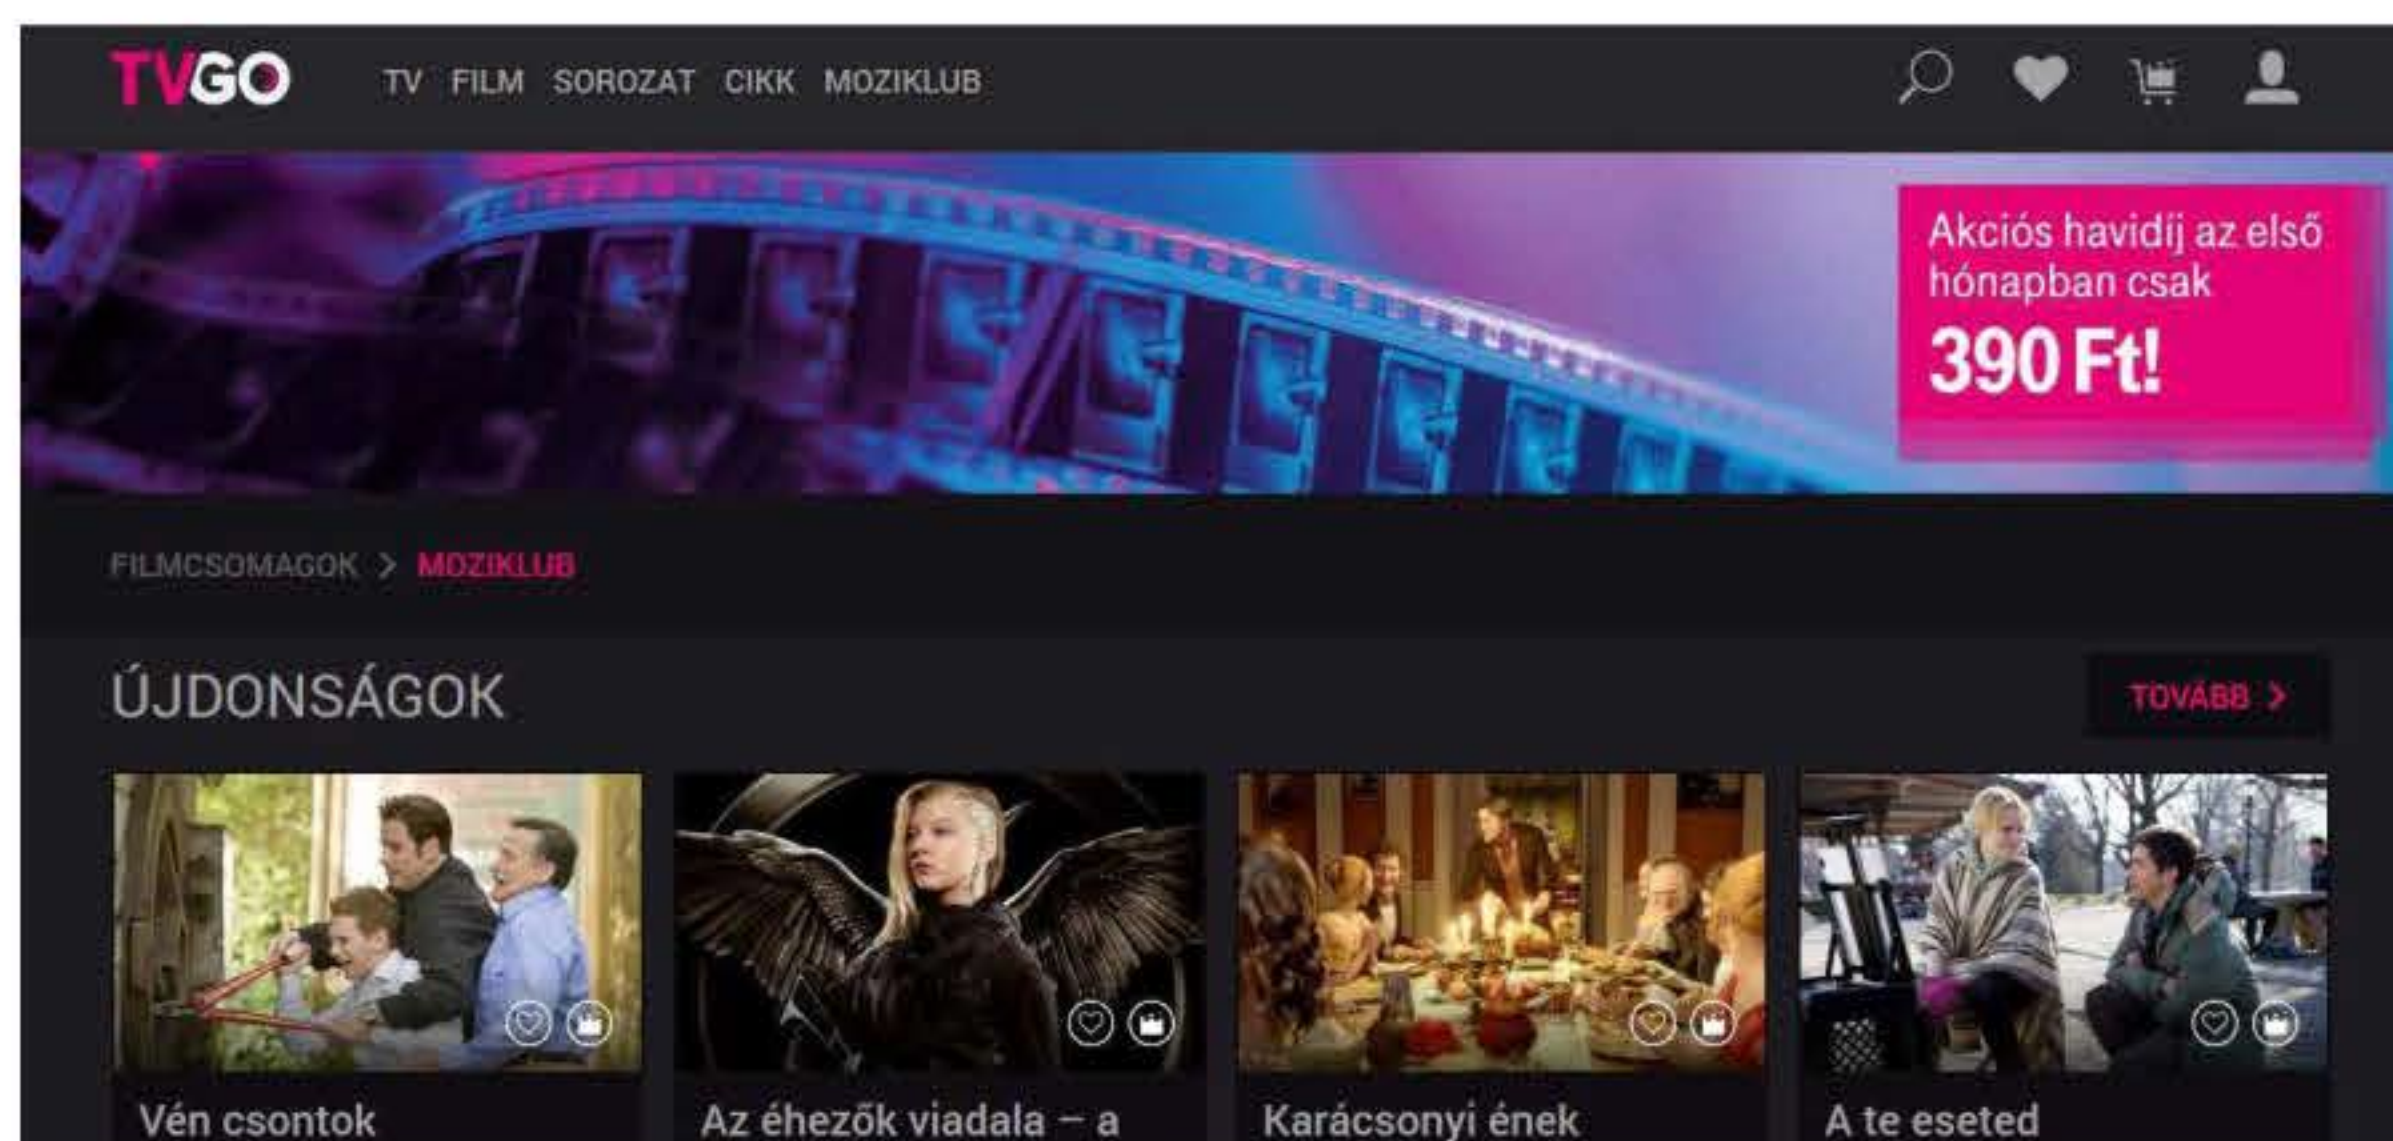 TVGO
TV FILM SOROZAT CIKK MOZIKLUB
Akciós havidíj az első
hónapban csak
390 Ft!
FILMCSOMAGOK > MOZIKLUB
ÚJDONSÁGOK
TOVÁBB >
Vén csontok
Az éhezők viadala – a
Karácsonyi ének
A te eseted